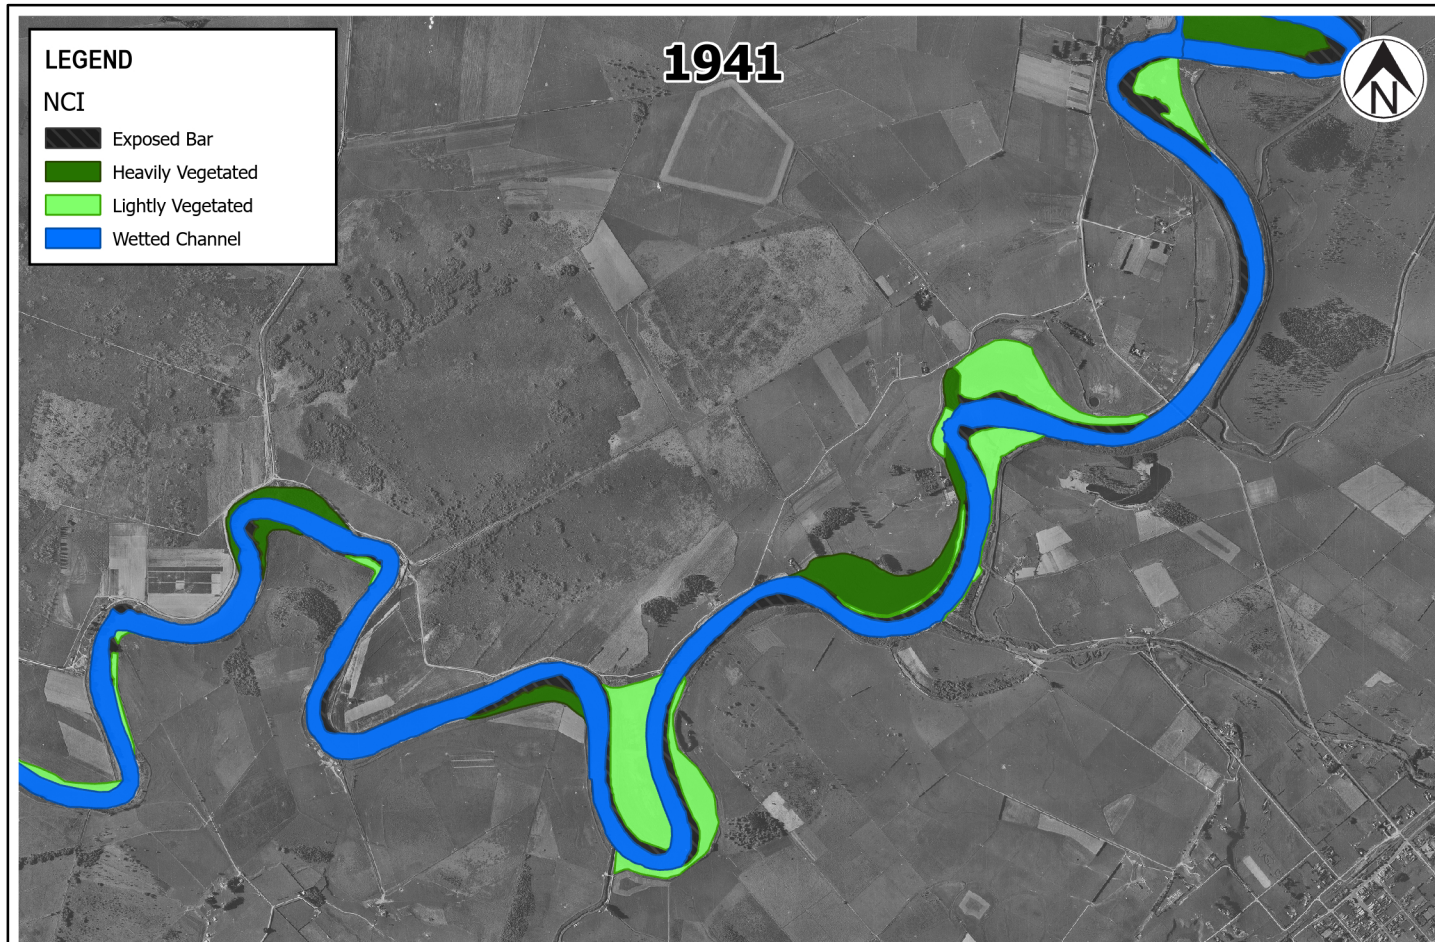 1941
LEGEND
NCI
Exposed Bar
Heavily Vegetated
Lightly Vegetated
Wetted Channel
N